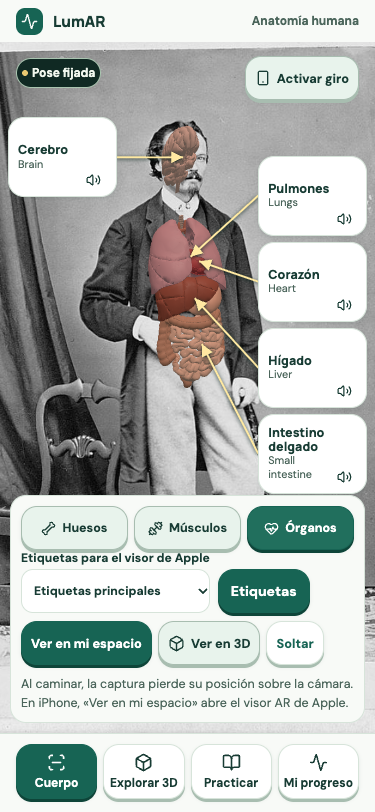 LumAR
Anatomía humana
Pose fijada
Activar giro
Cerebro
Brain
Pulmones
Lungs
Corazón
Heart
Hígado
Liver
Intestino
delgado
Small
intestine
Huesos
Músculos
Órganos
Etiquetas para el visor de Apple
Etiquetas principales
Etiquetas
Ver en mi espacio
Ver en 3D
Soltar
Al caminar, la captura pierde su posición sobre la cámara.
En iPhone, «Ver en mi espacio» abre el visor AR de Apple.
Cuerpo
Explorar 3D
Practicar
Mi progreso